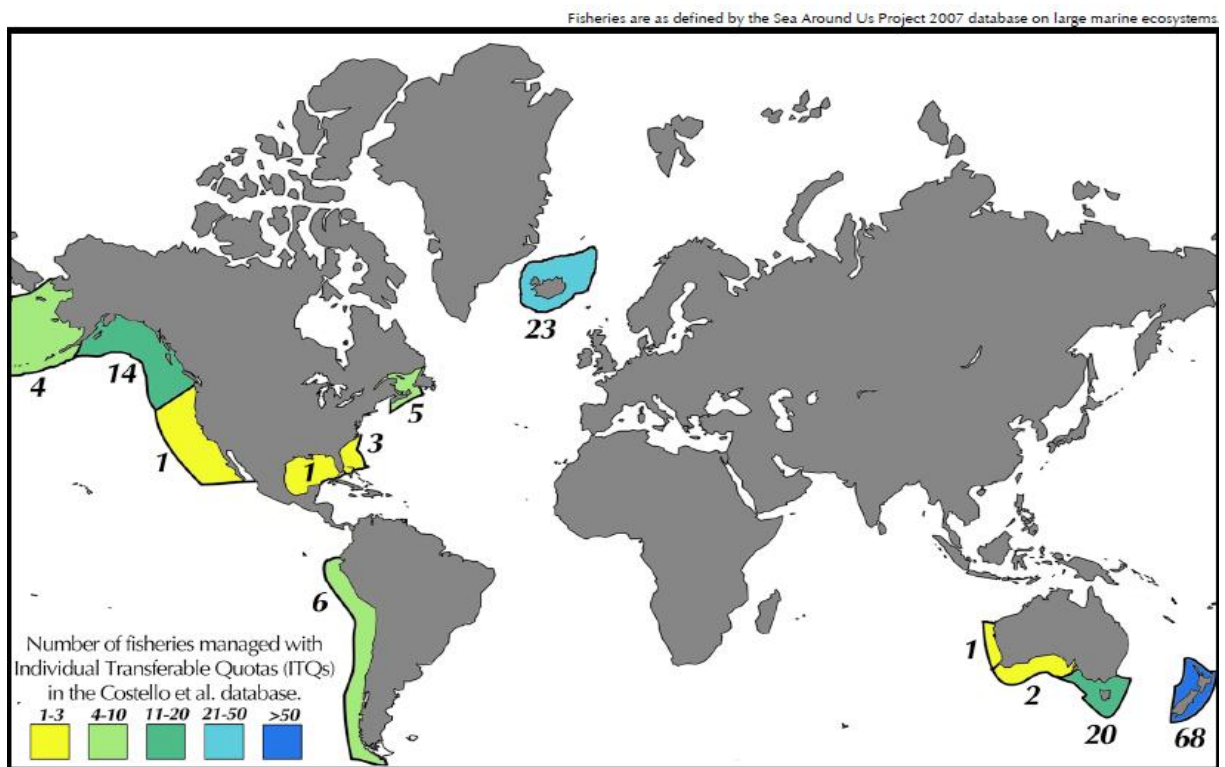 Fisheries are as defined by the Sea Around Us Project 2007 database on large marine ecosystems.
23
4
14
5
3
1
1
6
1
2
20
68
Number of fisheries managed with
Individual Transferable Quotas (ITQs)
in the Costello et al. database.
1-3 4-10 11-20 21-50 >50